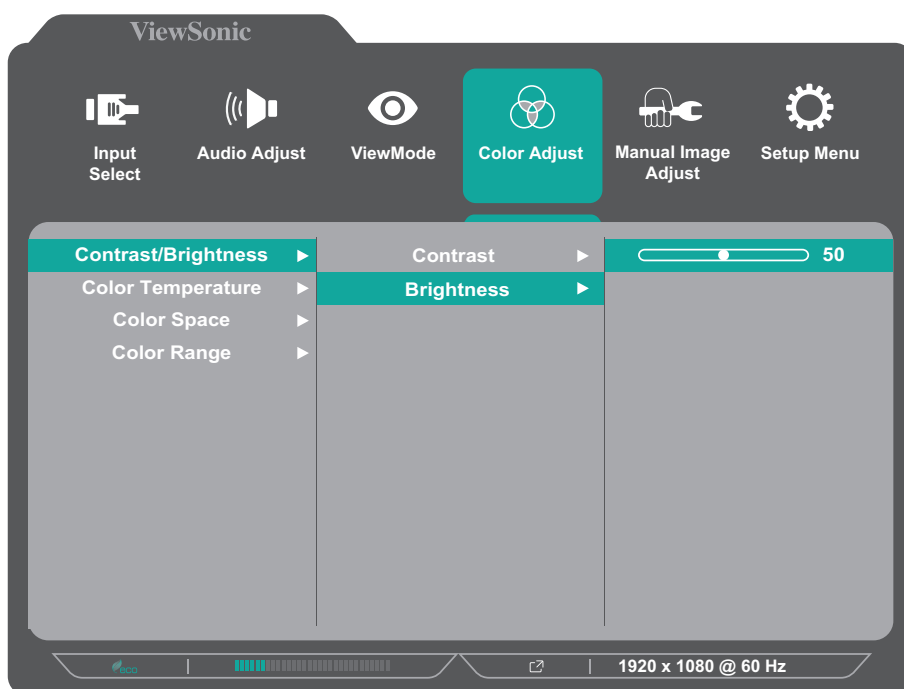 ViewSonic
Input
Select
Audio Adjust
ViewMode
Color Adjust
Manual Image
Adjust
Setup Menu
Contrast/Brightness
Contrast
50
Color Temperature
Brightness
Color Space
Color Range
eco
1920 x 1080 @ 60 Hz